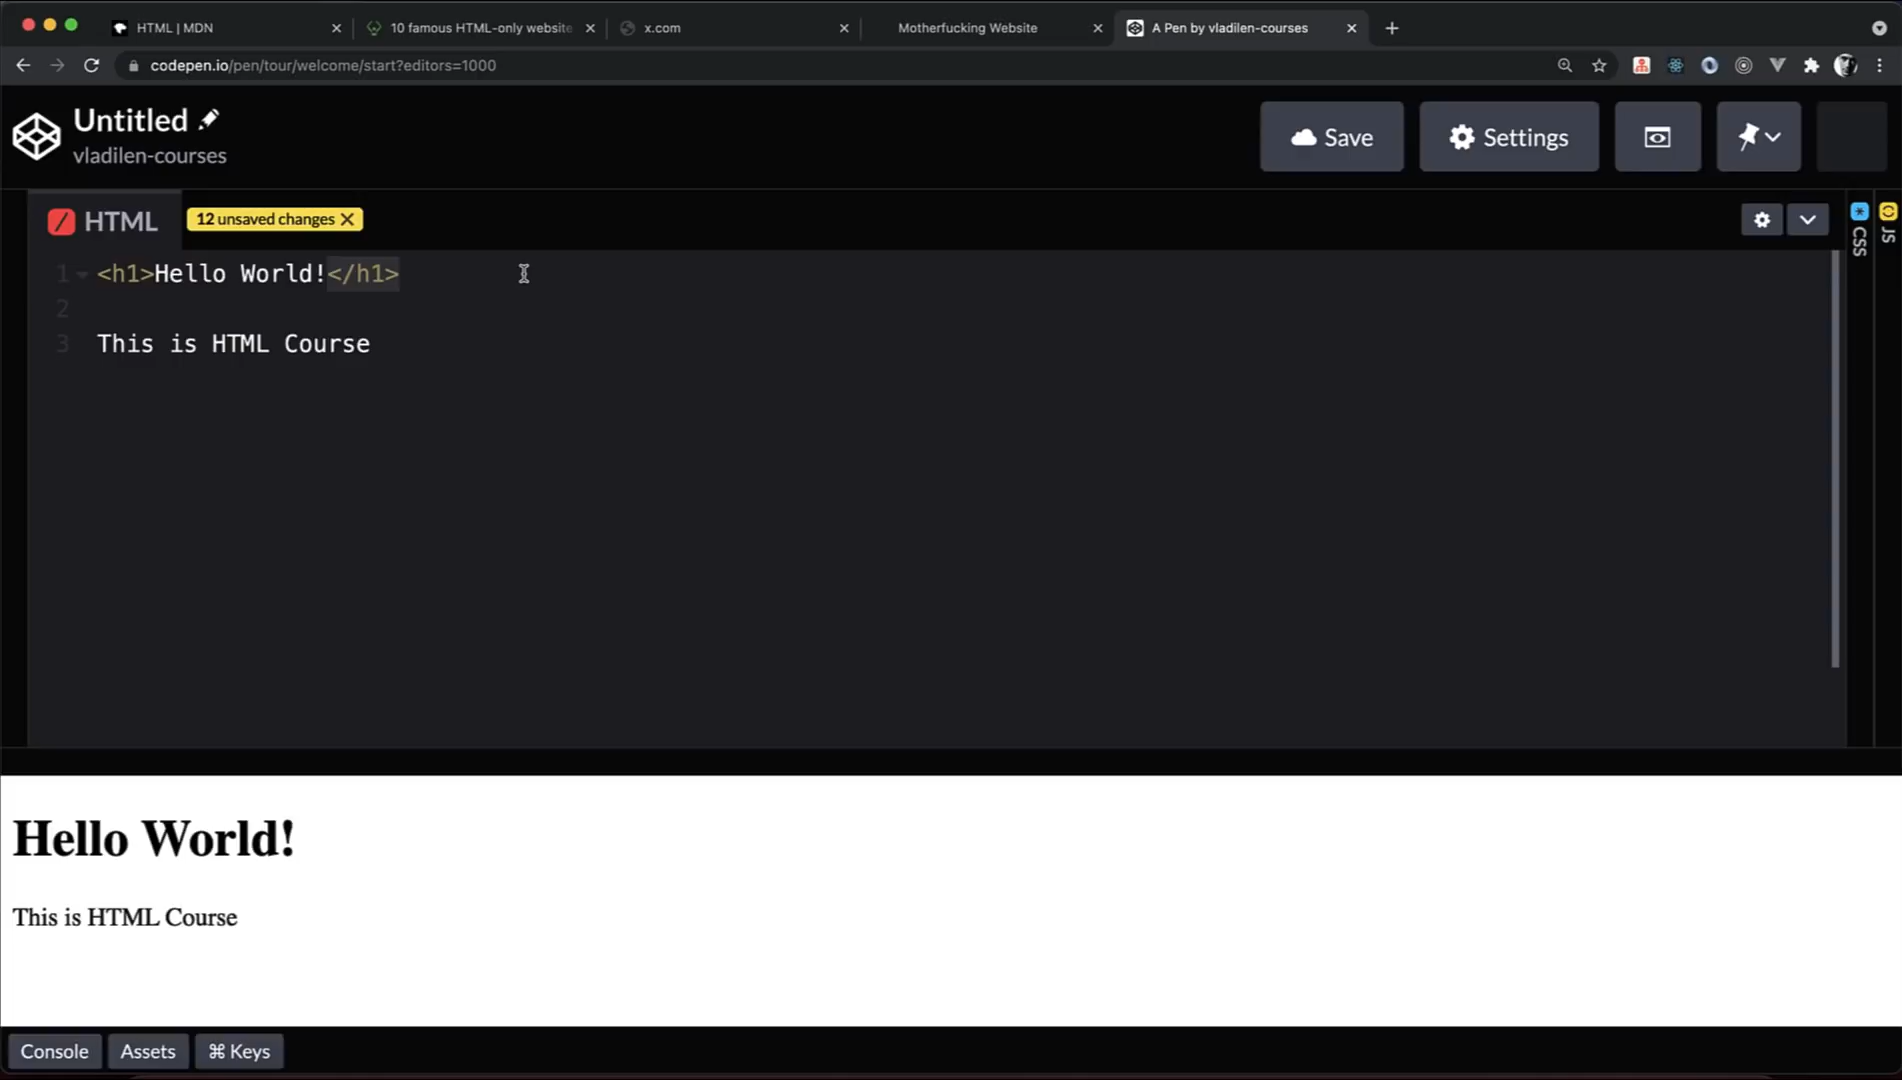 HTML | MDN
10 famous HTML-only website
x.com
Motherfucking Website
A Pen by vladilen-courses
codepen.io/pen/tour/welcome/start?editors=1000
Untitled
vladilen-courses
Save
Settings
HTML
12 unsaved changes
CSS
JS
1 <h1>Hello World!</h1>
2
3 This is HTML Course
Hello World!
This is HTML Course
Console
Assets
⌘ Keys